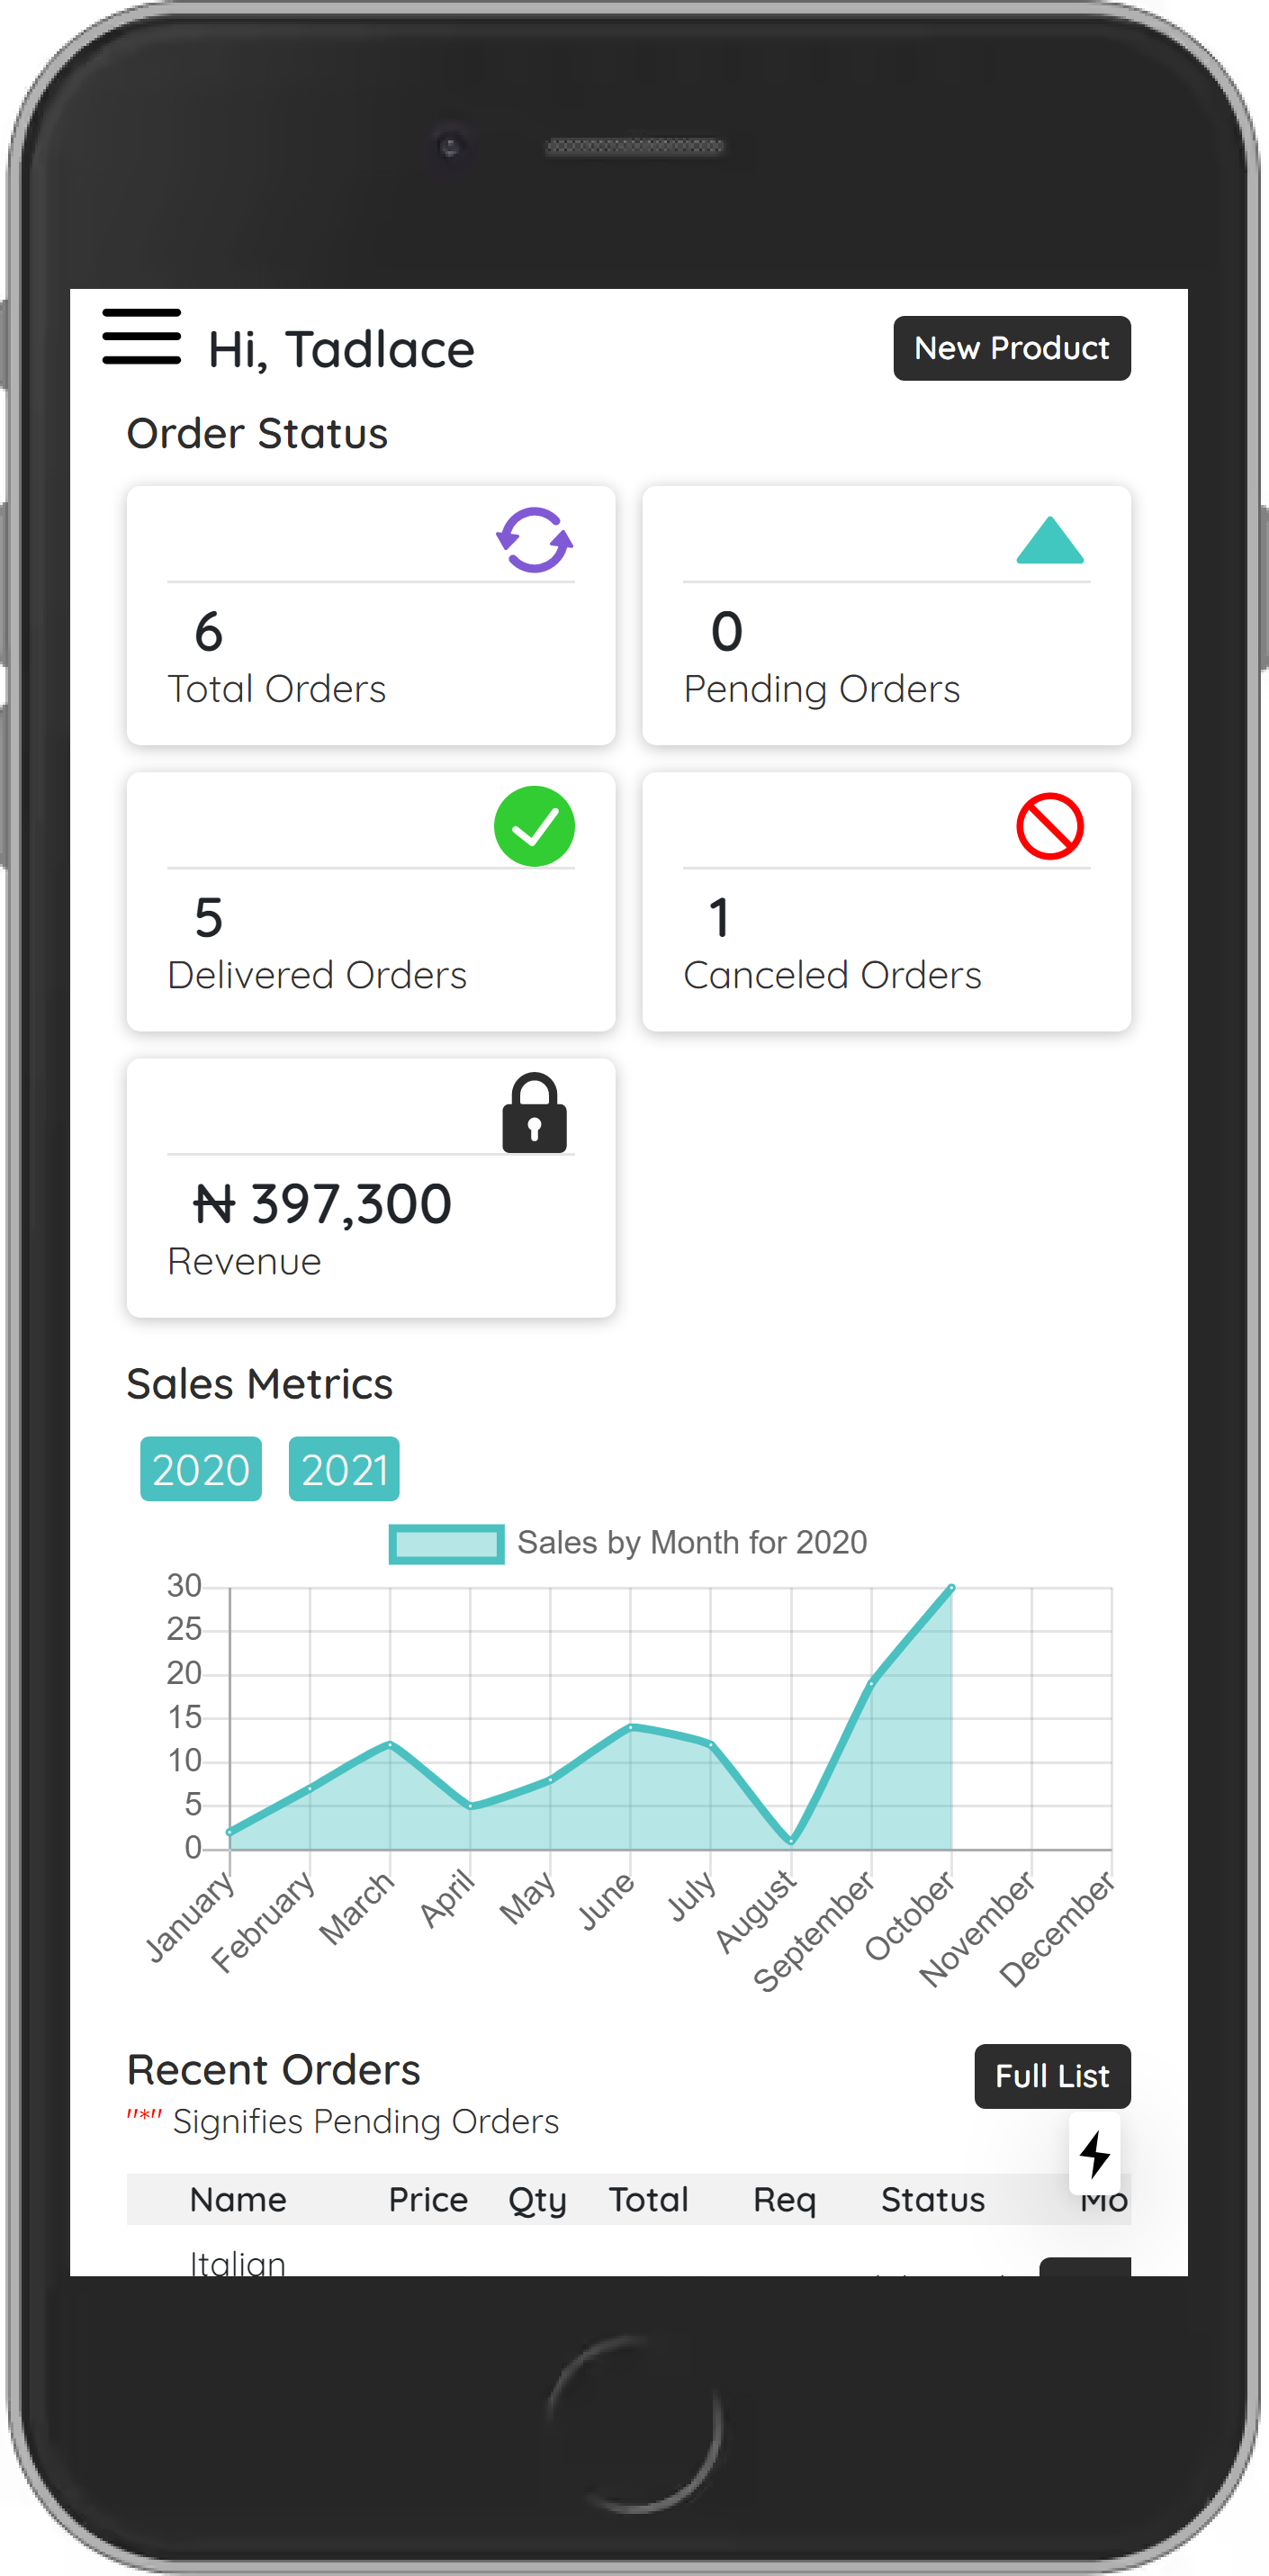 Hi, Tadlace
New Product
Order Status
6
Total Orders
0
Pending Orders
5
Delivered Orders
1
Canceled Orders
₦ 397,300
Revenue
Sales Metrics
2020 2021
Sales by Month for 2020
30
25
20
15
10
5
0
January February March April May June July August September October November December
Recent Orders
Full List
"*" Signifies Pending Orders
Name Price Qty Total Req Status Mo
Italian